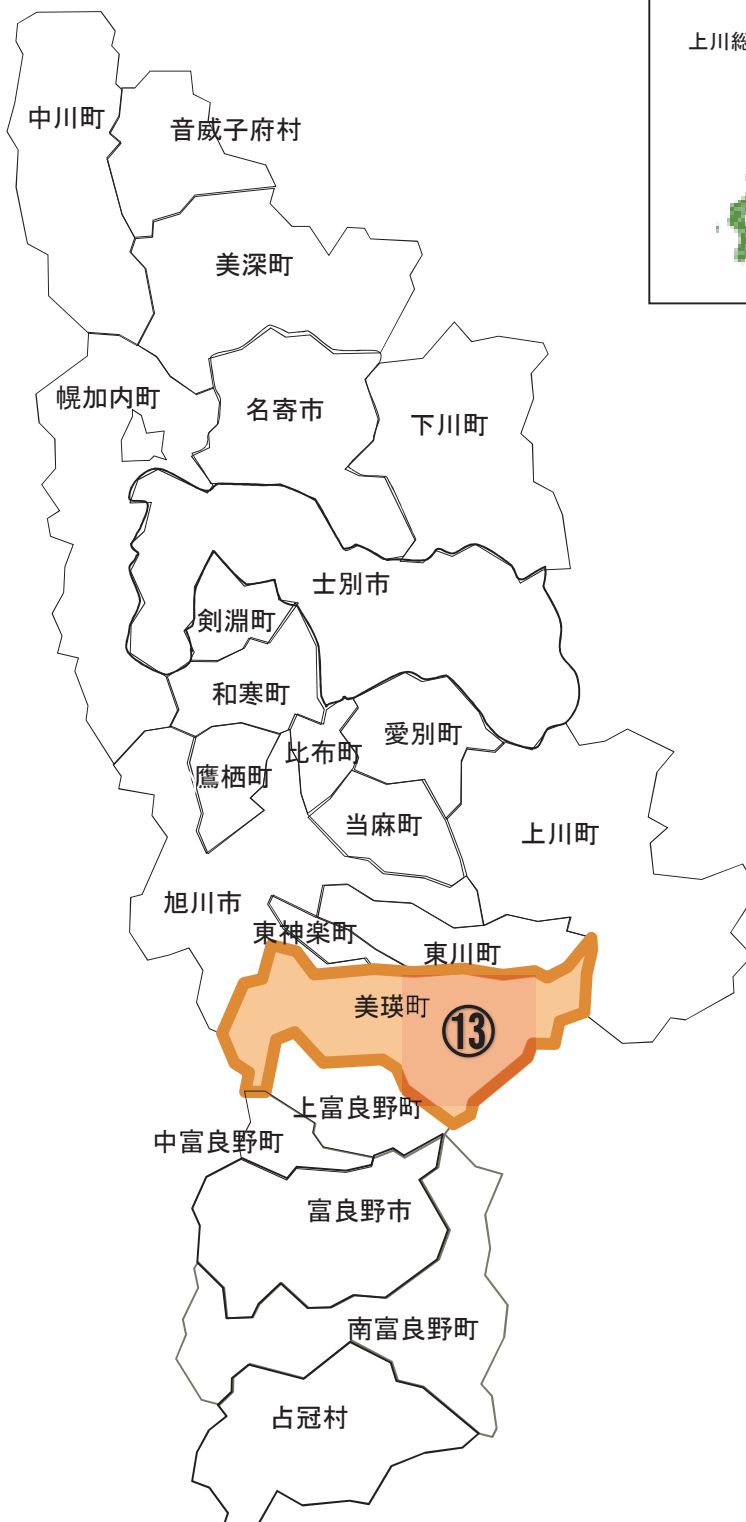 上川総
中川町
音威子府村
美深町
幌加内町
名寄市
下川町
士別市
剣淵町
和寒町
愛別町
比布町
鷹栖町
当麻町
上川町
旭川市
東神楽町
東川町
美瑛町
⑬
上富良野町
中富良野町
富良野市
南富良野町
占冠村